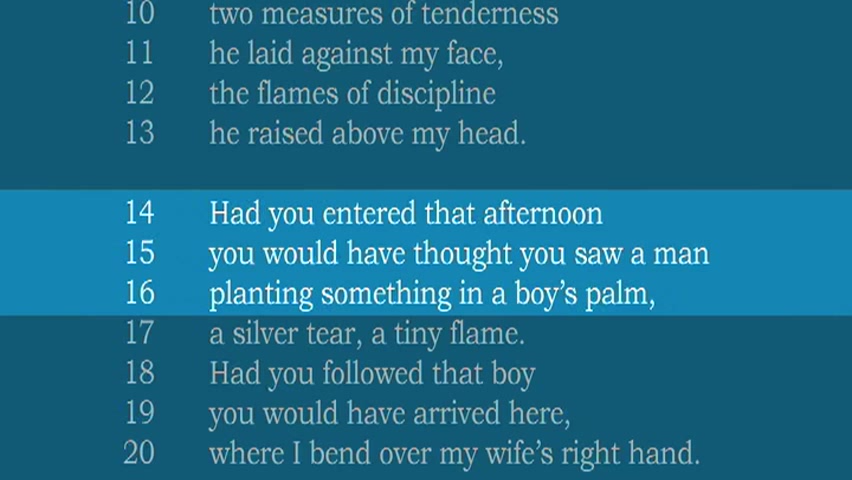 10 two measures of tenderness
11 he laid against my face,
12 the flames of discipline
13 he raised above my head.
14 Had you entered that afternoon
15 you would have thought you saw a man
16 planting something in a boy’s palm,
17 a silver tear, a tiny flame.
18 Had you followed that boy
19 you would have arrived here,
20 where I bend over my wife’s right hand.